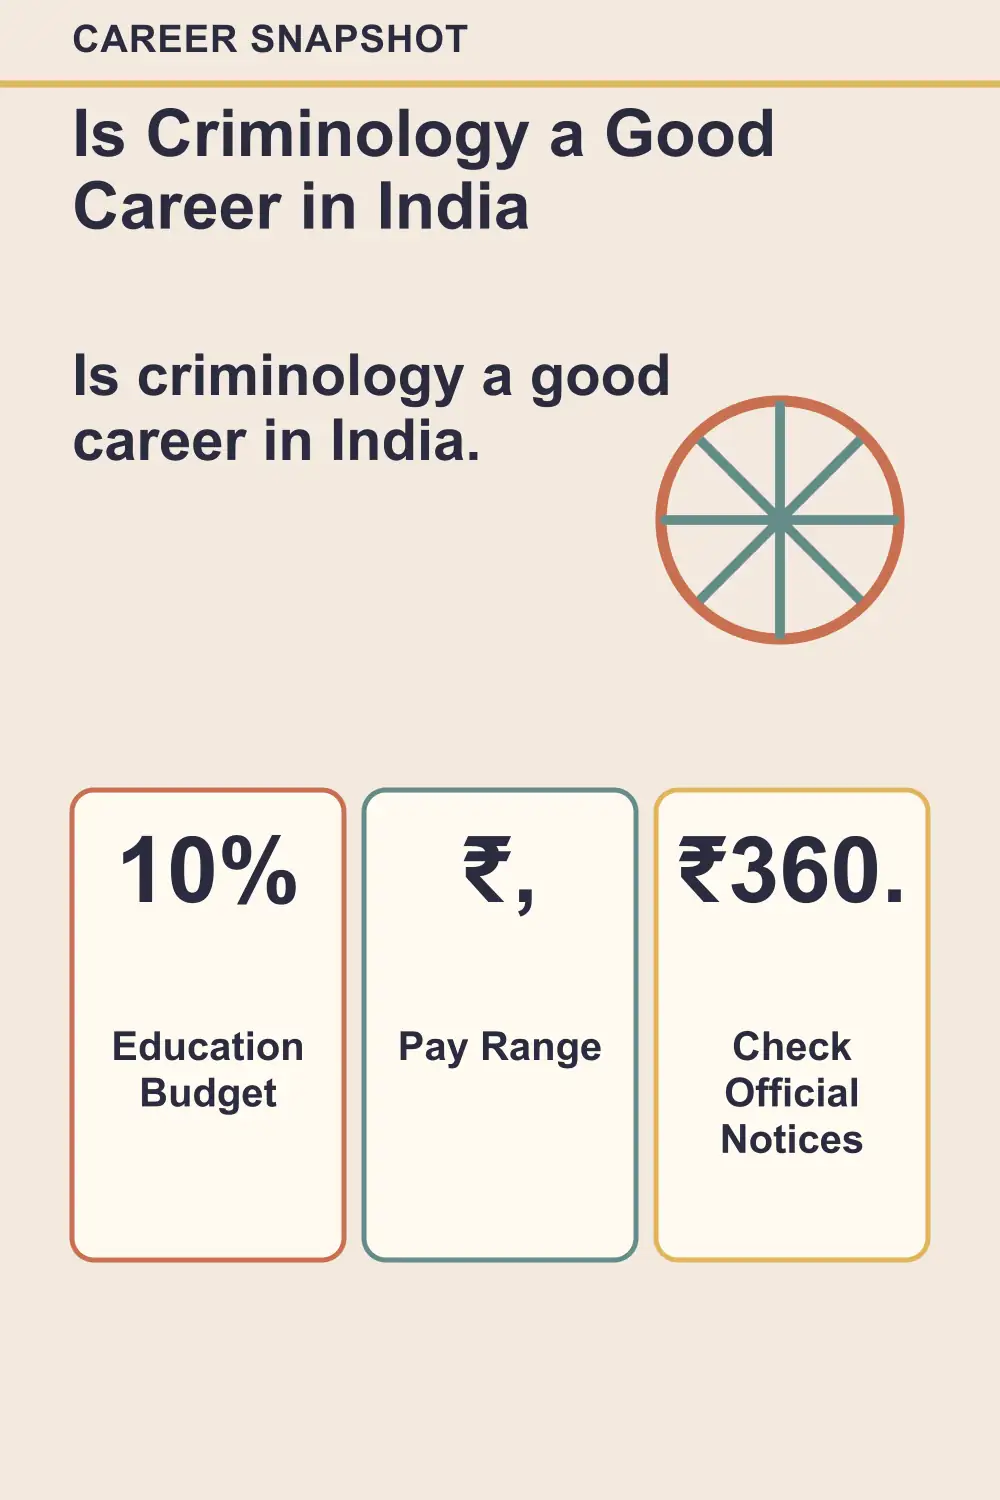 CAREER SNAPSHOT
Is Criminology a Good
Career in India
Is criminology a good
career in India.
10%
Education
Budget
₹,
Pay Range
₹360.
Check
Official
Notices